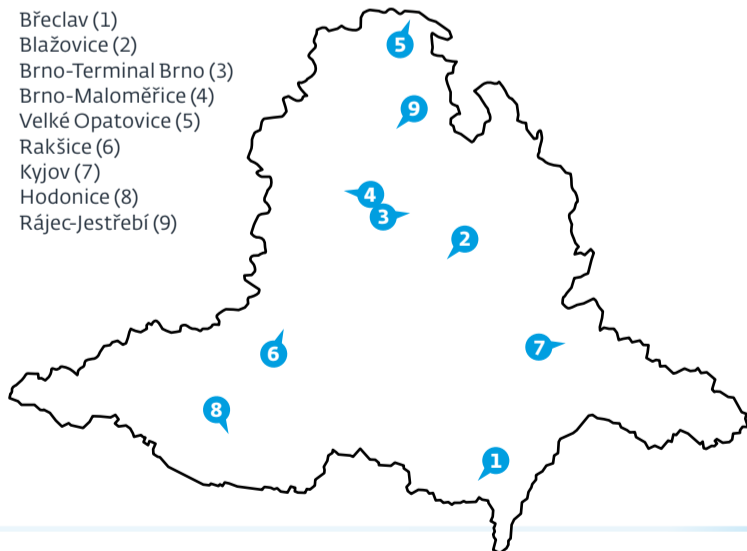 Břeclav (1)
Blažovice (2)
Brno-Terminal Brno (3)
Brno-Maloměřice (4)
Velké Opatovice (5)
Rakšice (6)
Kyjov (7)
Hodonice (8)
Rájec-Jestřebí (9)
5
9
4
3
2
6
7
8
1